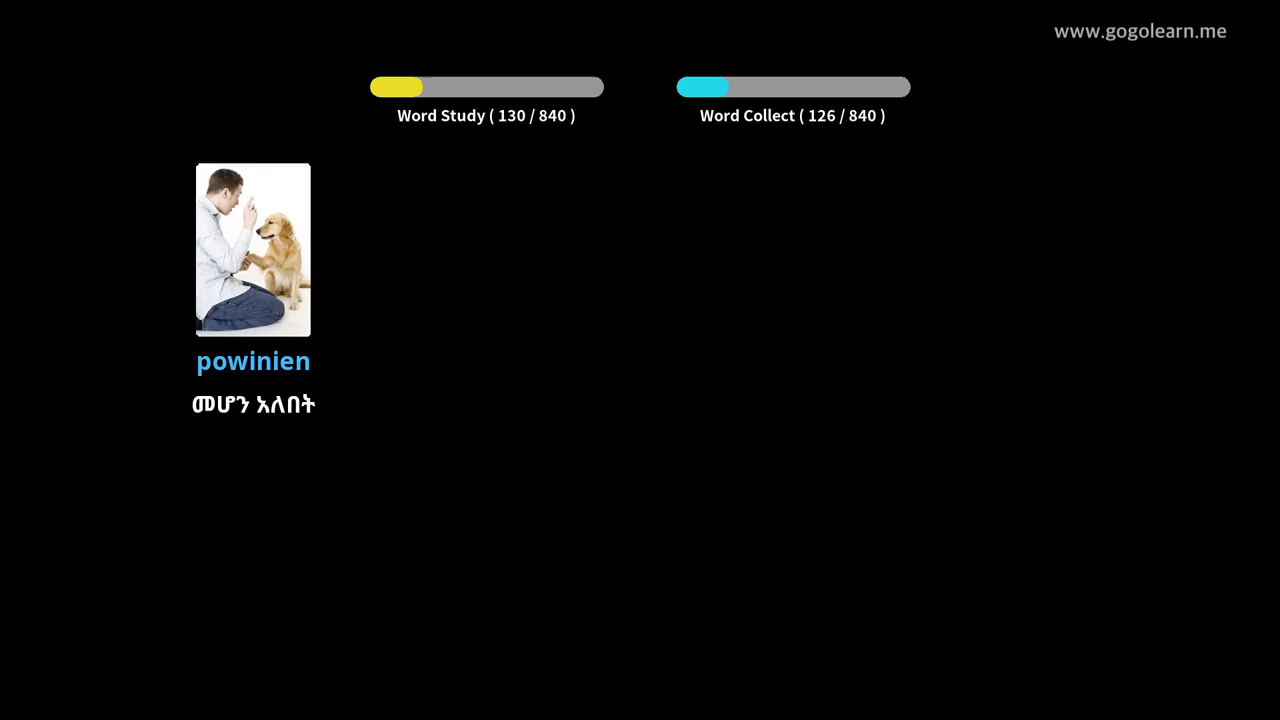 www.gogolearn.me
Word Study ( 130 / 840 )
Word Collect ( 126 / 840 )
powinien
መሆን አለበት